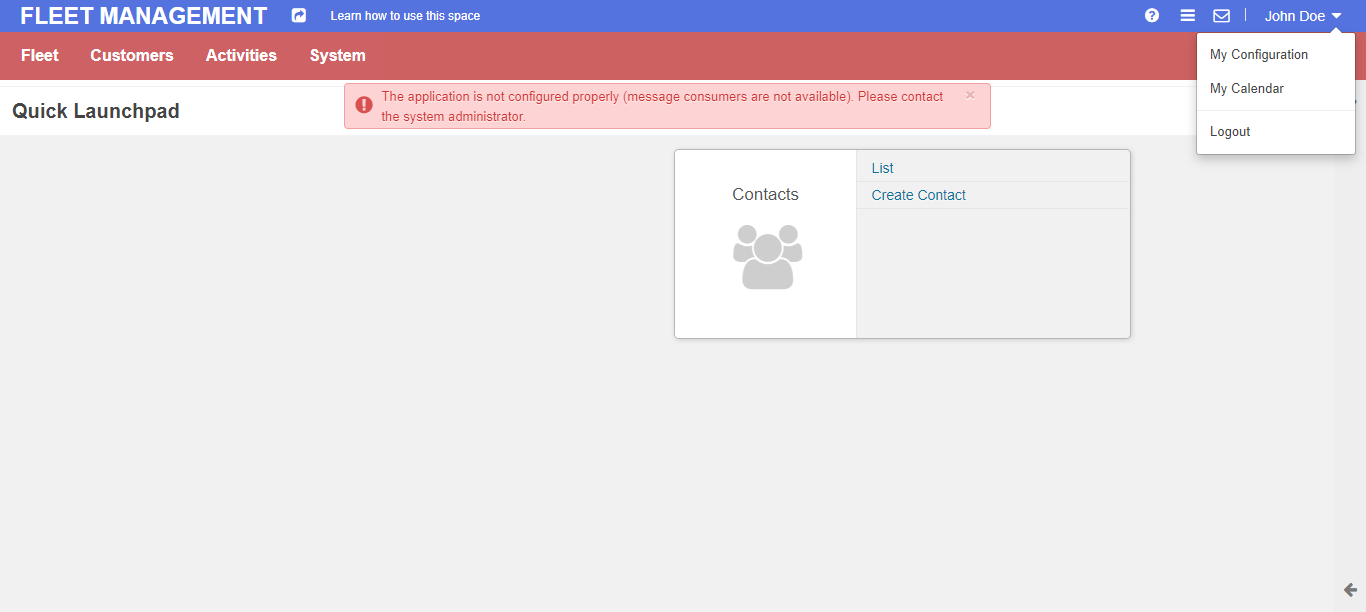 FLEET MANAGEMENT
Learn how to use this space
John Doe
Fleet
Customers
Activities
System
My Configuration
My Calendar
Logout
The application is not configured properly (message consumers are not available). Please contact
the system administrator.
×
Quick Launchpad
Contacts
List
Create Contact